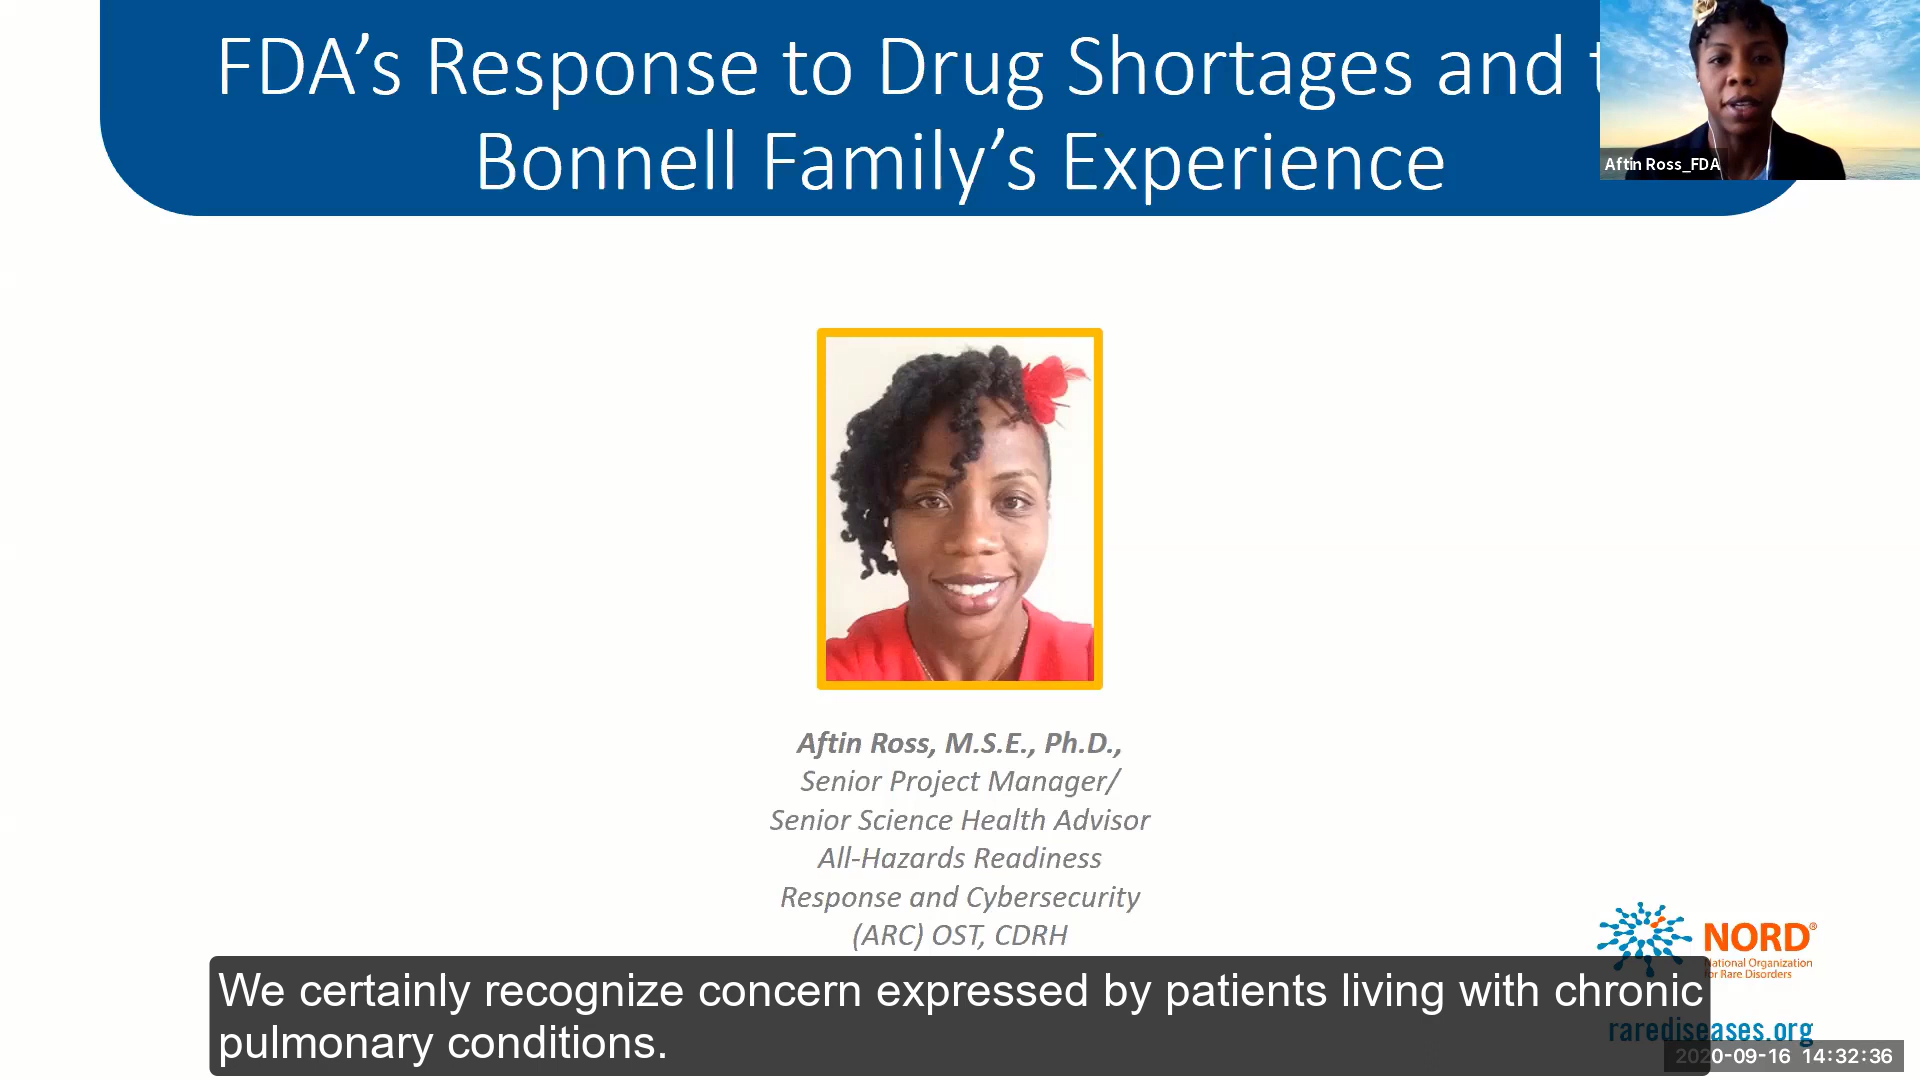 FDA's Response to Drug Shortages and t
Bonnell Family's Experience
Aftin Ross_FDA
Aftin Ross, M.S.E., Ph.D.,
Senior Project Manager/
Senior Science Health Advisor
All-Hazards Readiness
Response and Cybersecurity
(ARC) OST, CDRH
NORD®
National Organization
for Rare Disorders
We certainly recognize concern expressed by patients living with chronic
pulmonary conditions.
rarediseases.org
2020-09-16 14:32:36